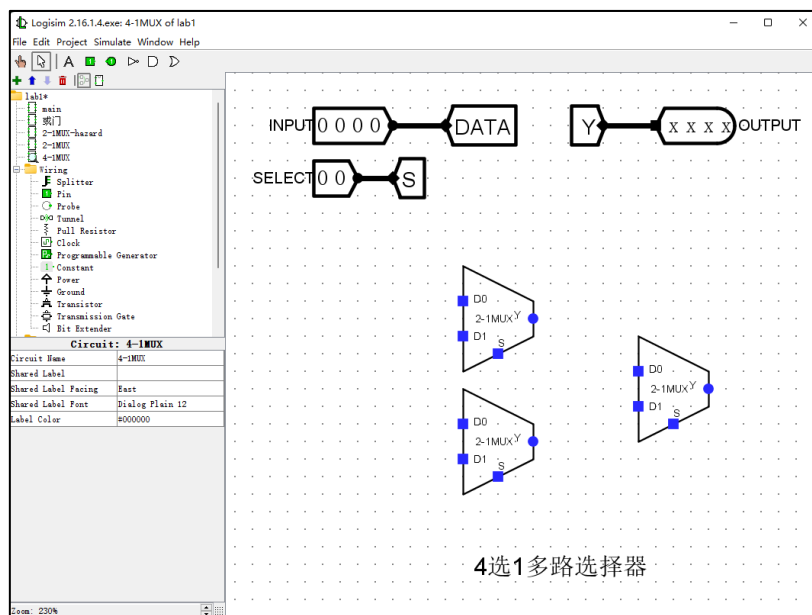 Logisim 2.16.1.4.exe: 4-1MUX of lab1
File Edit Project Simulate Window Help
A
lab1*
main
或门
2-1MUX-hazard
2-1MUX
4-1MUX
Wiring
Splitter
Pin
Probe
Tunnel
Pull Resistor
Clock
Programmable Generator
Constant
Power
Ground
Transistor
Transmission Gate
Bit Extender
Circuit: 4-1MUX
Circuit Name 4-1MUX
Shared Label
Shared Label Facing East
Shared Label Font Dialog Plain 12
Label Color #000000
Zoom: 230%
INPUT 0 0 0 0 DATA
Y x x x x OUTPUT
SELECT 0 0 S
D0
2-1MUX Y
D1
S
D0
2-1MUX Y
D1
S
D0
2-1MUX Y
D1
S
4选1多路选择器